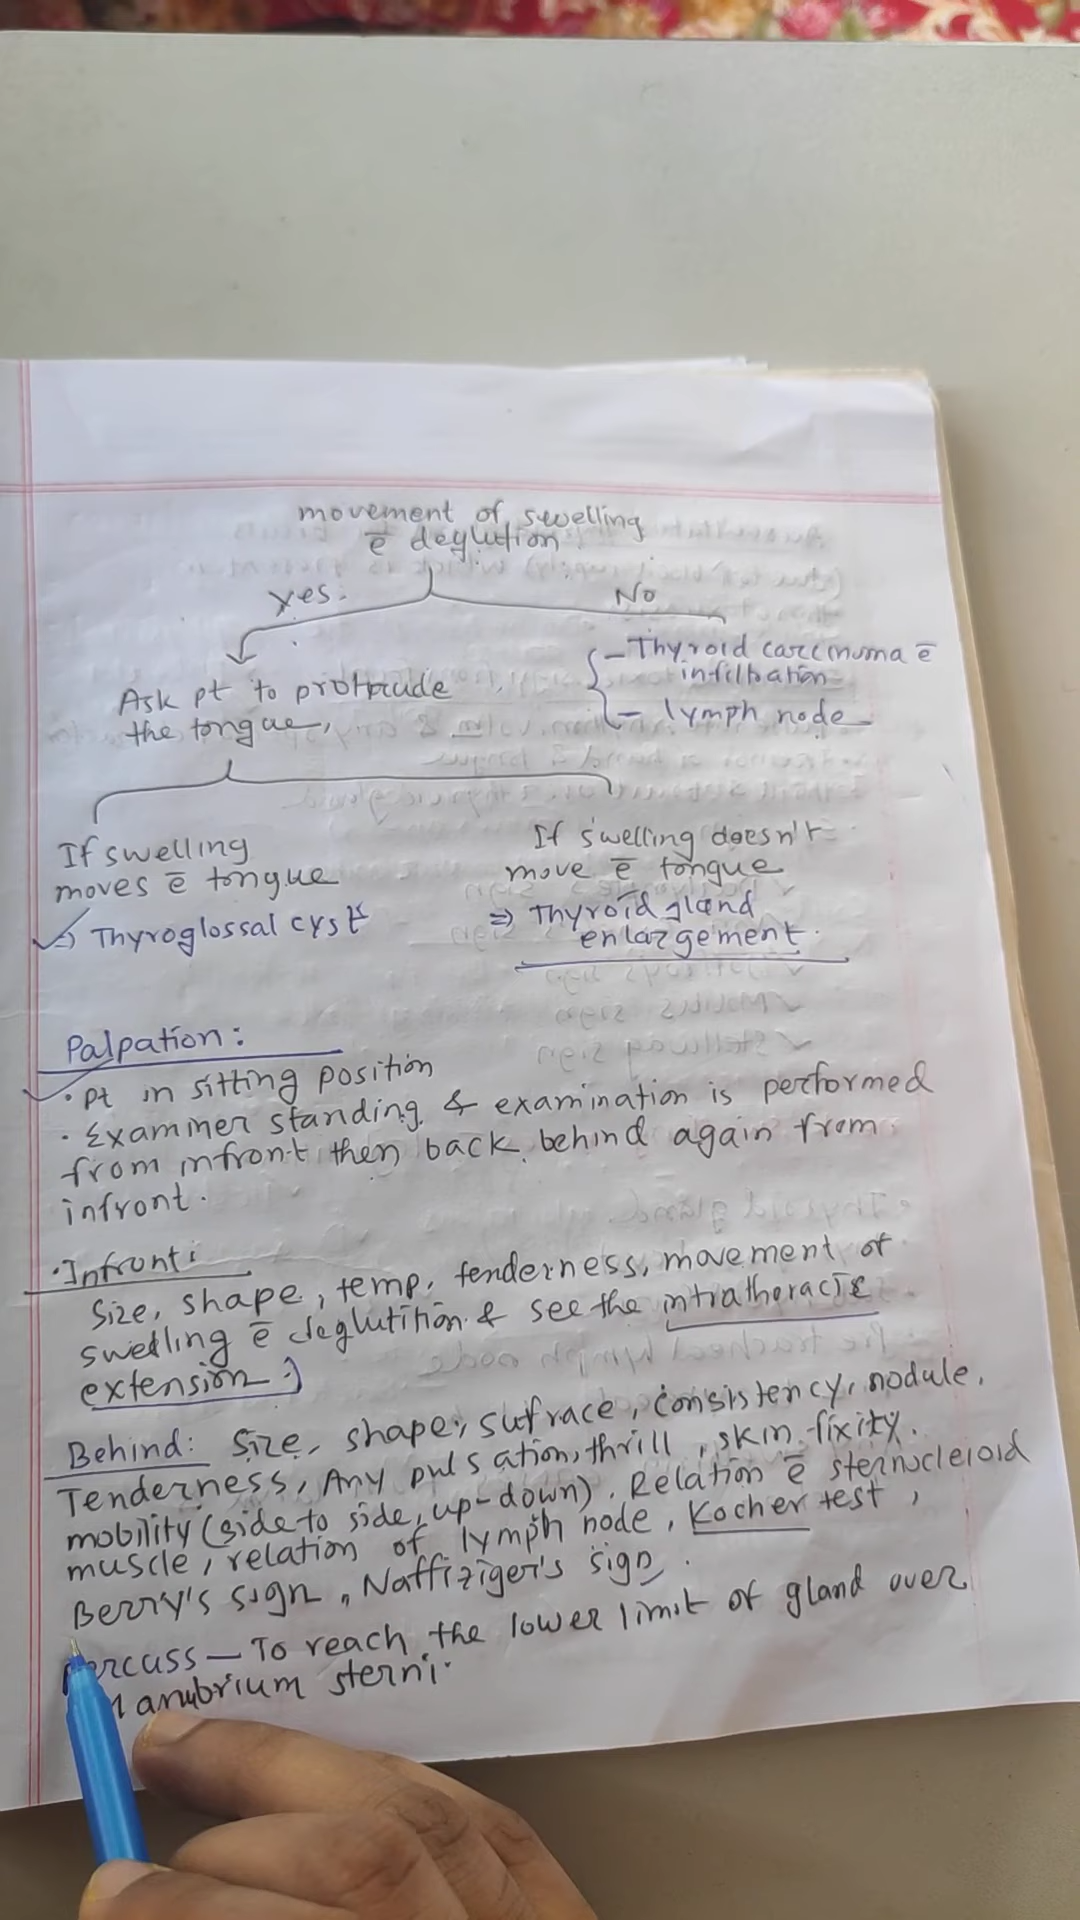 movement of swelling
c̄ deglution.
yes.
No
Ask pt to protrude
the tongue,
- Thyroid carcinoma c̄
infiltration
- lymph node
If swelling
moves c̄ tongue
=> Thyroglossal cyst
If swelling doesn't
move c̄ tongue
=> Thyroid gland
enlargement.
Palpation:
• Pt in sitting position
• Examiner standing & examination is performed
from infront then back behind again from
infront.
• Infront:
Size, shape, temp, tenderness, movement of
swelling c̄ deglutition & see the intrathoracic
extension.
Behind: Size, shape, surface, consistency, nodule,
Tenderness, Any pulsation, thrill, skin fixity.
mobility (side to side, up-down). Relation c̄ sternocleioid
muscle, relation of lymph node, Kocher test,
Berry's sign, Naffiziger's sign.
percuss — To reach the lower limit of gland over
manubrium sterni.